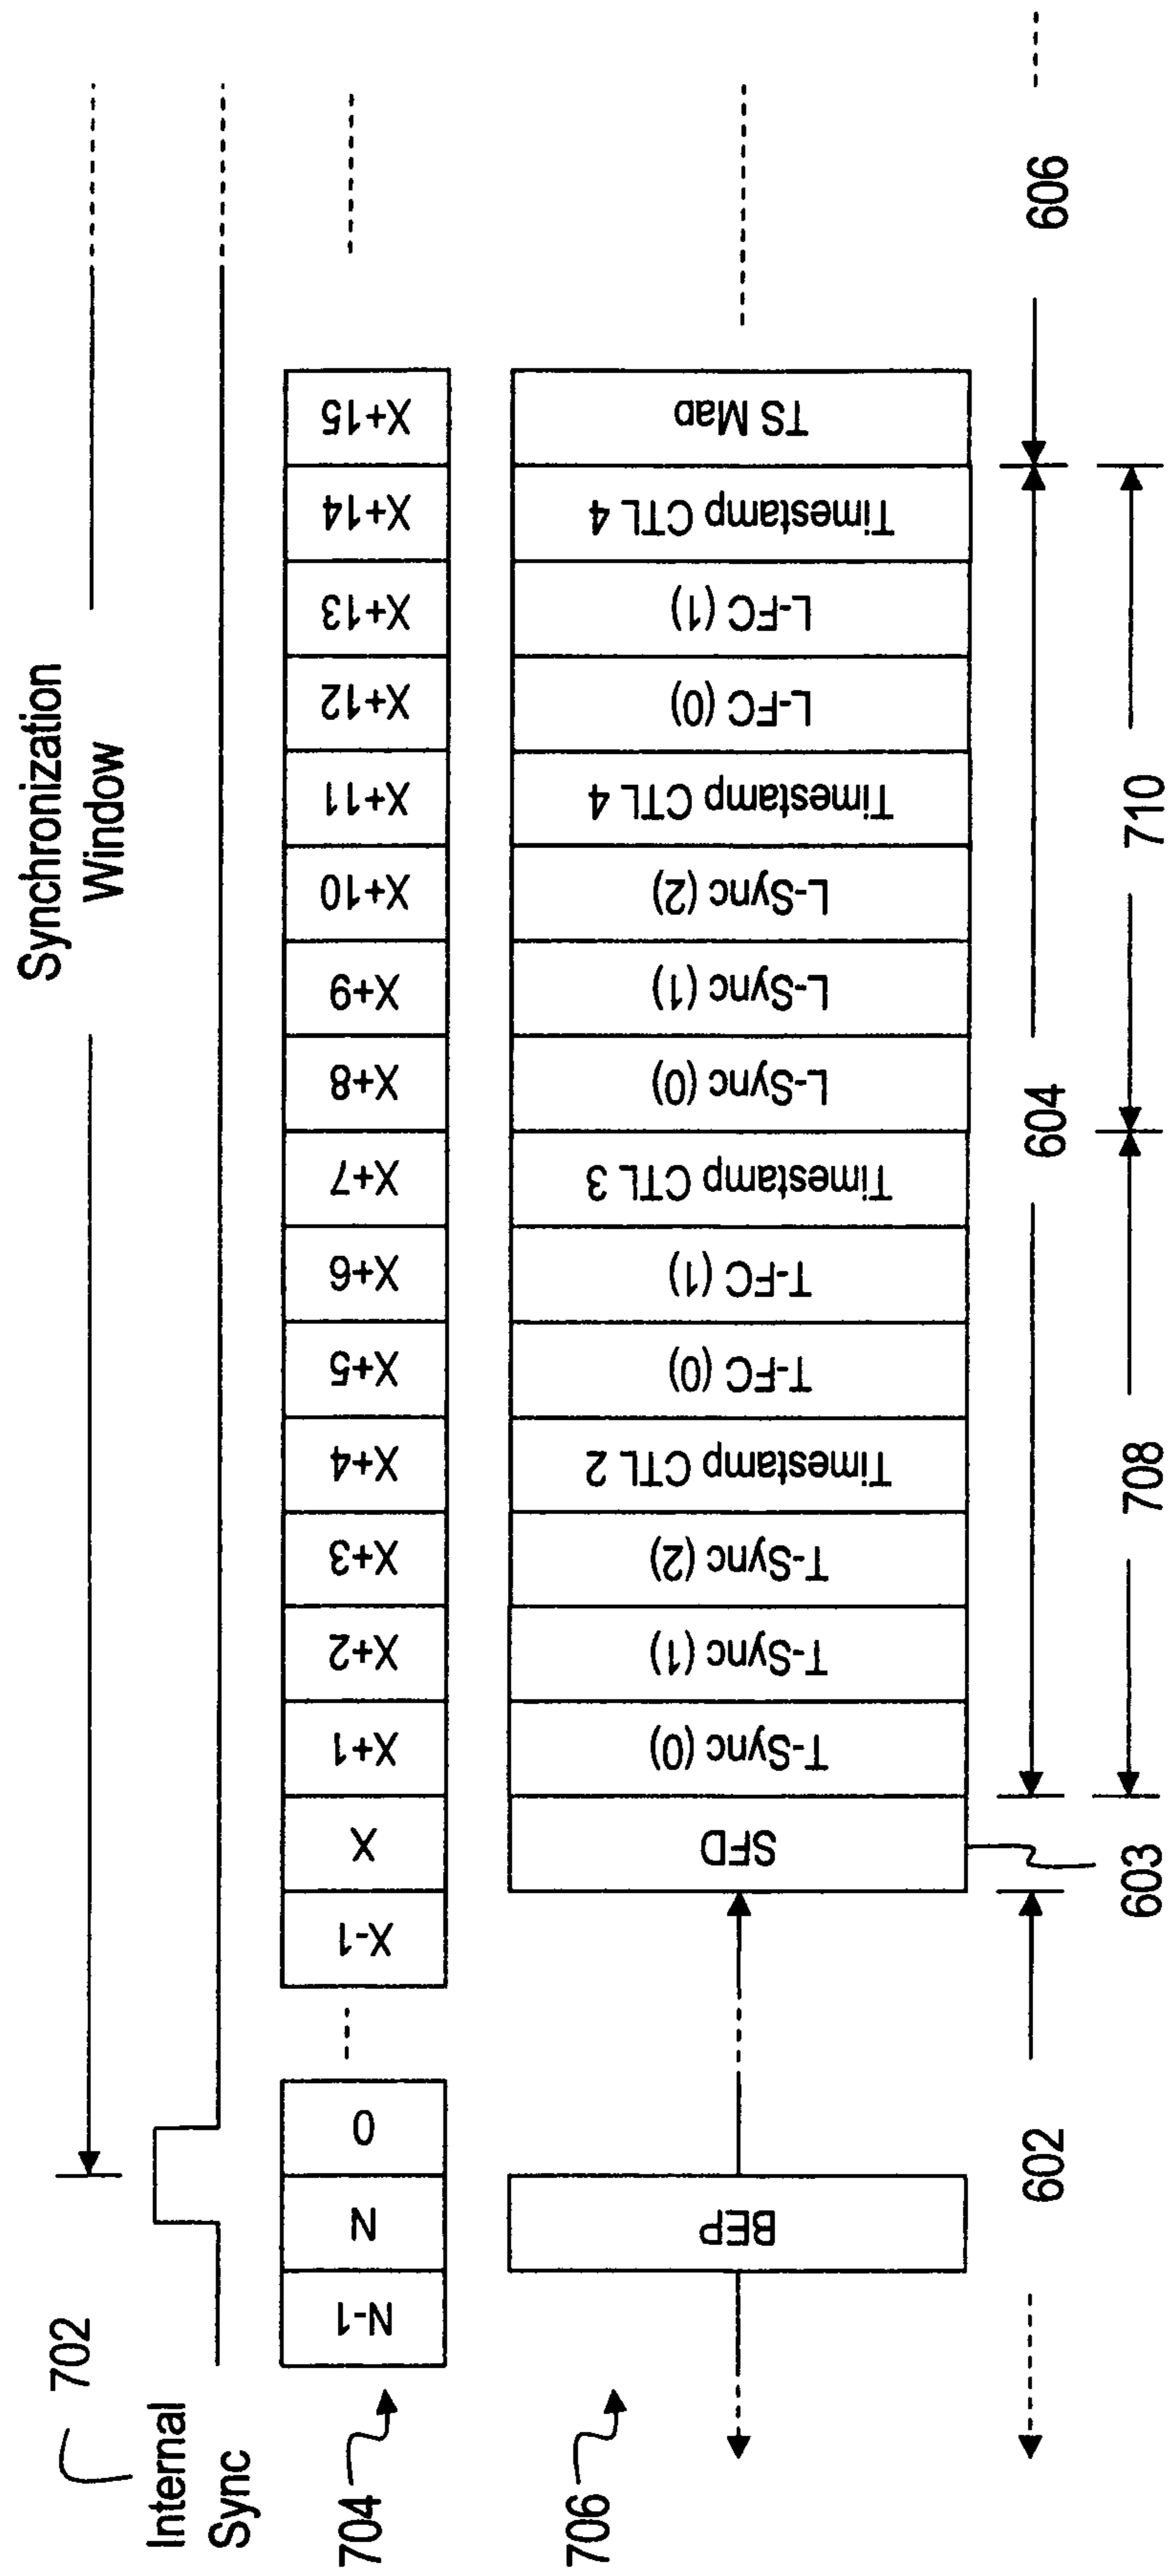 Synchronization
Window
702
Internal
Sync
704
N-1
N
0
X-1
X
X+1
X+2
X+3
X+4
X+5
X+6
X+7
X+8
X+9
X+10
X+11
X+12
X+13
X+14
X+15
706
BEP
SFD
T-Sync (0)
T-Sync (1)
T-Sync (2)
Timestamp CTL 2
T-FC (0)
T-FC (1)
Timestamp CTL 3
L-Sync (0)
L-Sync (1)
L-Sync (2)
Timestamp CTL 4
L-FC (0)
L-FC (1)
Timestamp CTL 4
TS Map
602
604
606
603
708
710